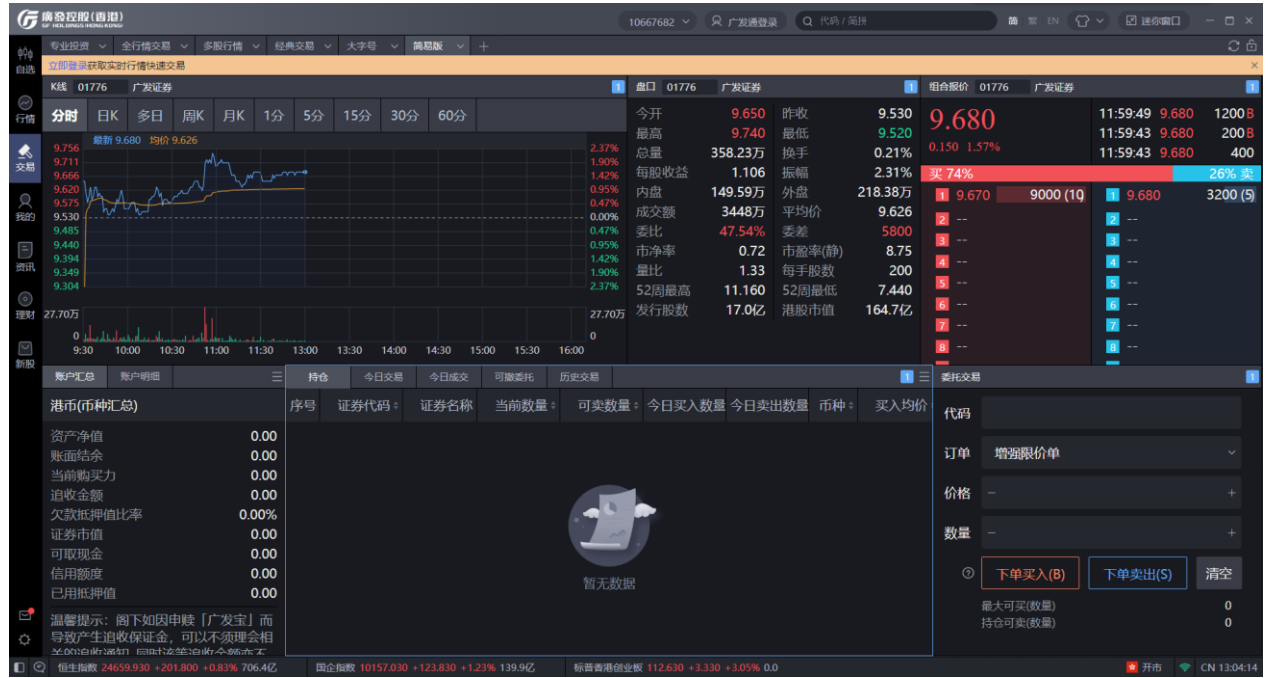 廣發控股(香港)
GF HOLDINGS (HONG KONG)
10667682
广发通登录
代码/简拼
简 繁 EN
迷你窗口
专业投资 全行情交易 多股行情 经典交易 大字号 简易版 +
立即登录获取实时行情快速交易
自选
行情
交易
我的
资讯
理财
新股
K线 01776 广发证券 1
分时 日K 多日 周K 月K 1分 5分 15分 30分 60分
最新 9.680 均价 9.626
9.756 2.37%
9.711 1.90%
9.666 1.42%
9.620 0.95%
9.575 0.47%
9.530 0.00%
9.485 0.47%
9.440 0.95%
9.394 1.42%
9.349 1.90%
9.304 2.37%
27.70万 27.70万
0 0
9:30 10:00 10:30 11:00 11:30 13:00 13:30 14:00 14:30 15:00 15:30 16:00
盘口 01776 广发证券 1
今开 9.650 昨收 9.530
最高 9.740 最低 9.520
总量 358.23万 换手 0.21%
每股收益 1.106 振幅 2.31%
内盘 149.59万 外盘 218.38万
成交额 3448万 平均价 9.626
委比 47.54% 委差 5800
市净率 0.72 市盈率(静) 8.75
量比 1.33 每手股数 200
52周最高 11.160 52周最低 7.440
发行股数 17.0亿 港股市值 164.7亿
组合报价 01776 广发证券 1
9.680
0.150 1.57%
11:59:49 9.680 1200 B
11:59:43 9.680 200 B
11:59:43 9.680 400
买 74% 26% 卖
1 9.670 9000 (10) 1 9.680 3200 (5)
2 -- 2 --
3 -- 3 --
4 -- 4 --
5 -- 5 --
6 -- 6 --
7 -- 7 --
8 -- 8 --
账户汇总 账户明细
港币(币种汇总)
资产净值 0.00
账面结余 0.00
当前购买力 0.00
追收金额 0.00
欠款抵押值比率 0.00%
证券市值 0.00
可取现金 0.00
信用额度 0.00
已用抵押值 0.00
温馨提示：阁下如因申赎「广发宝」而
导致产生追收保证金，可以不须理会相
关的追收通知,同时该等追收金额亦不
持仓 今日交易 今日成交 可撤委托 历史交易 1
序号 证券代码 证券名称 当前数量 可卖数量 今日买入数量 今日卖出数量 币种 买入均价
暂无数据
委托交易 1
代码
订单 增强限价单
价格 − +
数量 − +
下单买入(B) 下单卖出(S) 清空
最大可买(数量) 0
持仓可卖(数量) 0
恒生指数 24659.930 +201.800 +0.83% 706.4亿
国企指数 10157.030 +123.830 +1.23% 139.9亿
标普香港创业板 112.630 +3.330 +3.05% 0.0
开市
CN 13:04:14